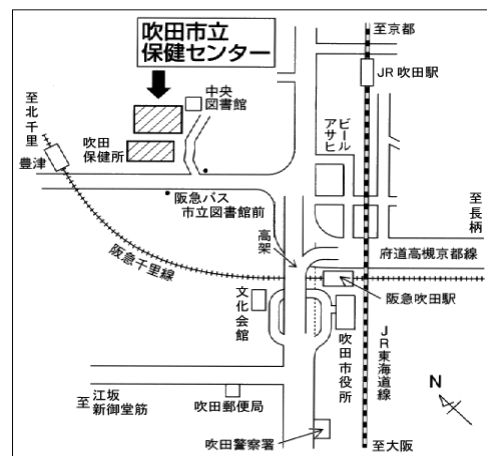 吹田市立
保健センター
至京都
JR吹田駅
中央
図書館
アサヒ
ビール
至北千里
豊津
吹田
保健所
阪急バス
市立図書館前
至長柄
高架
府道高槻京都線
阪急千里線
阪急吹田駅
文化会館
吹田市役所
JR東海道線
N
至
江坂
新御堂筋
吹田郵便局
吹田警察署
至大阪